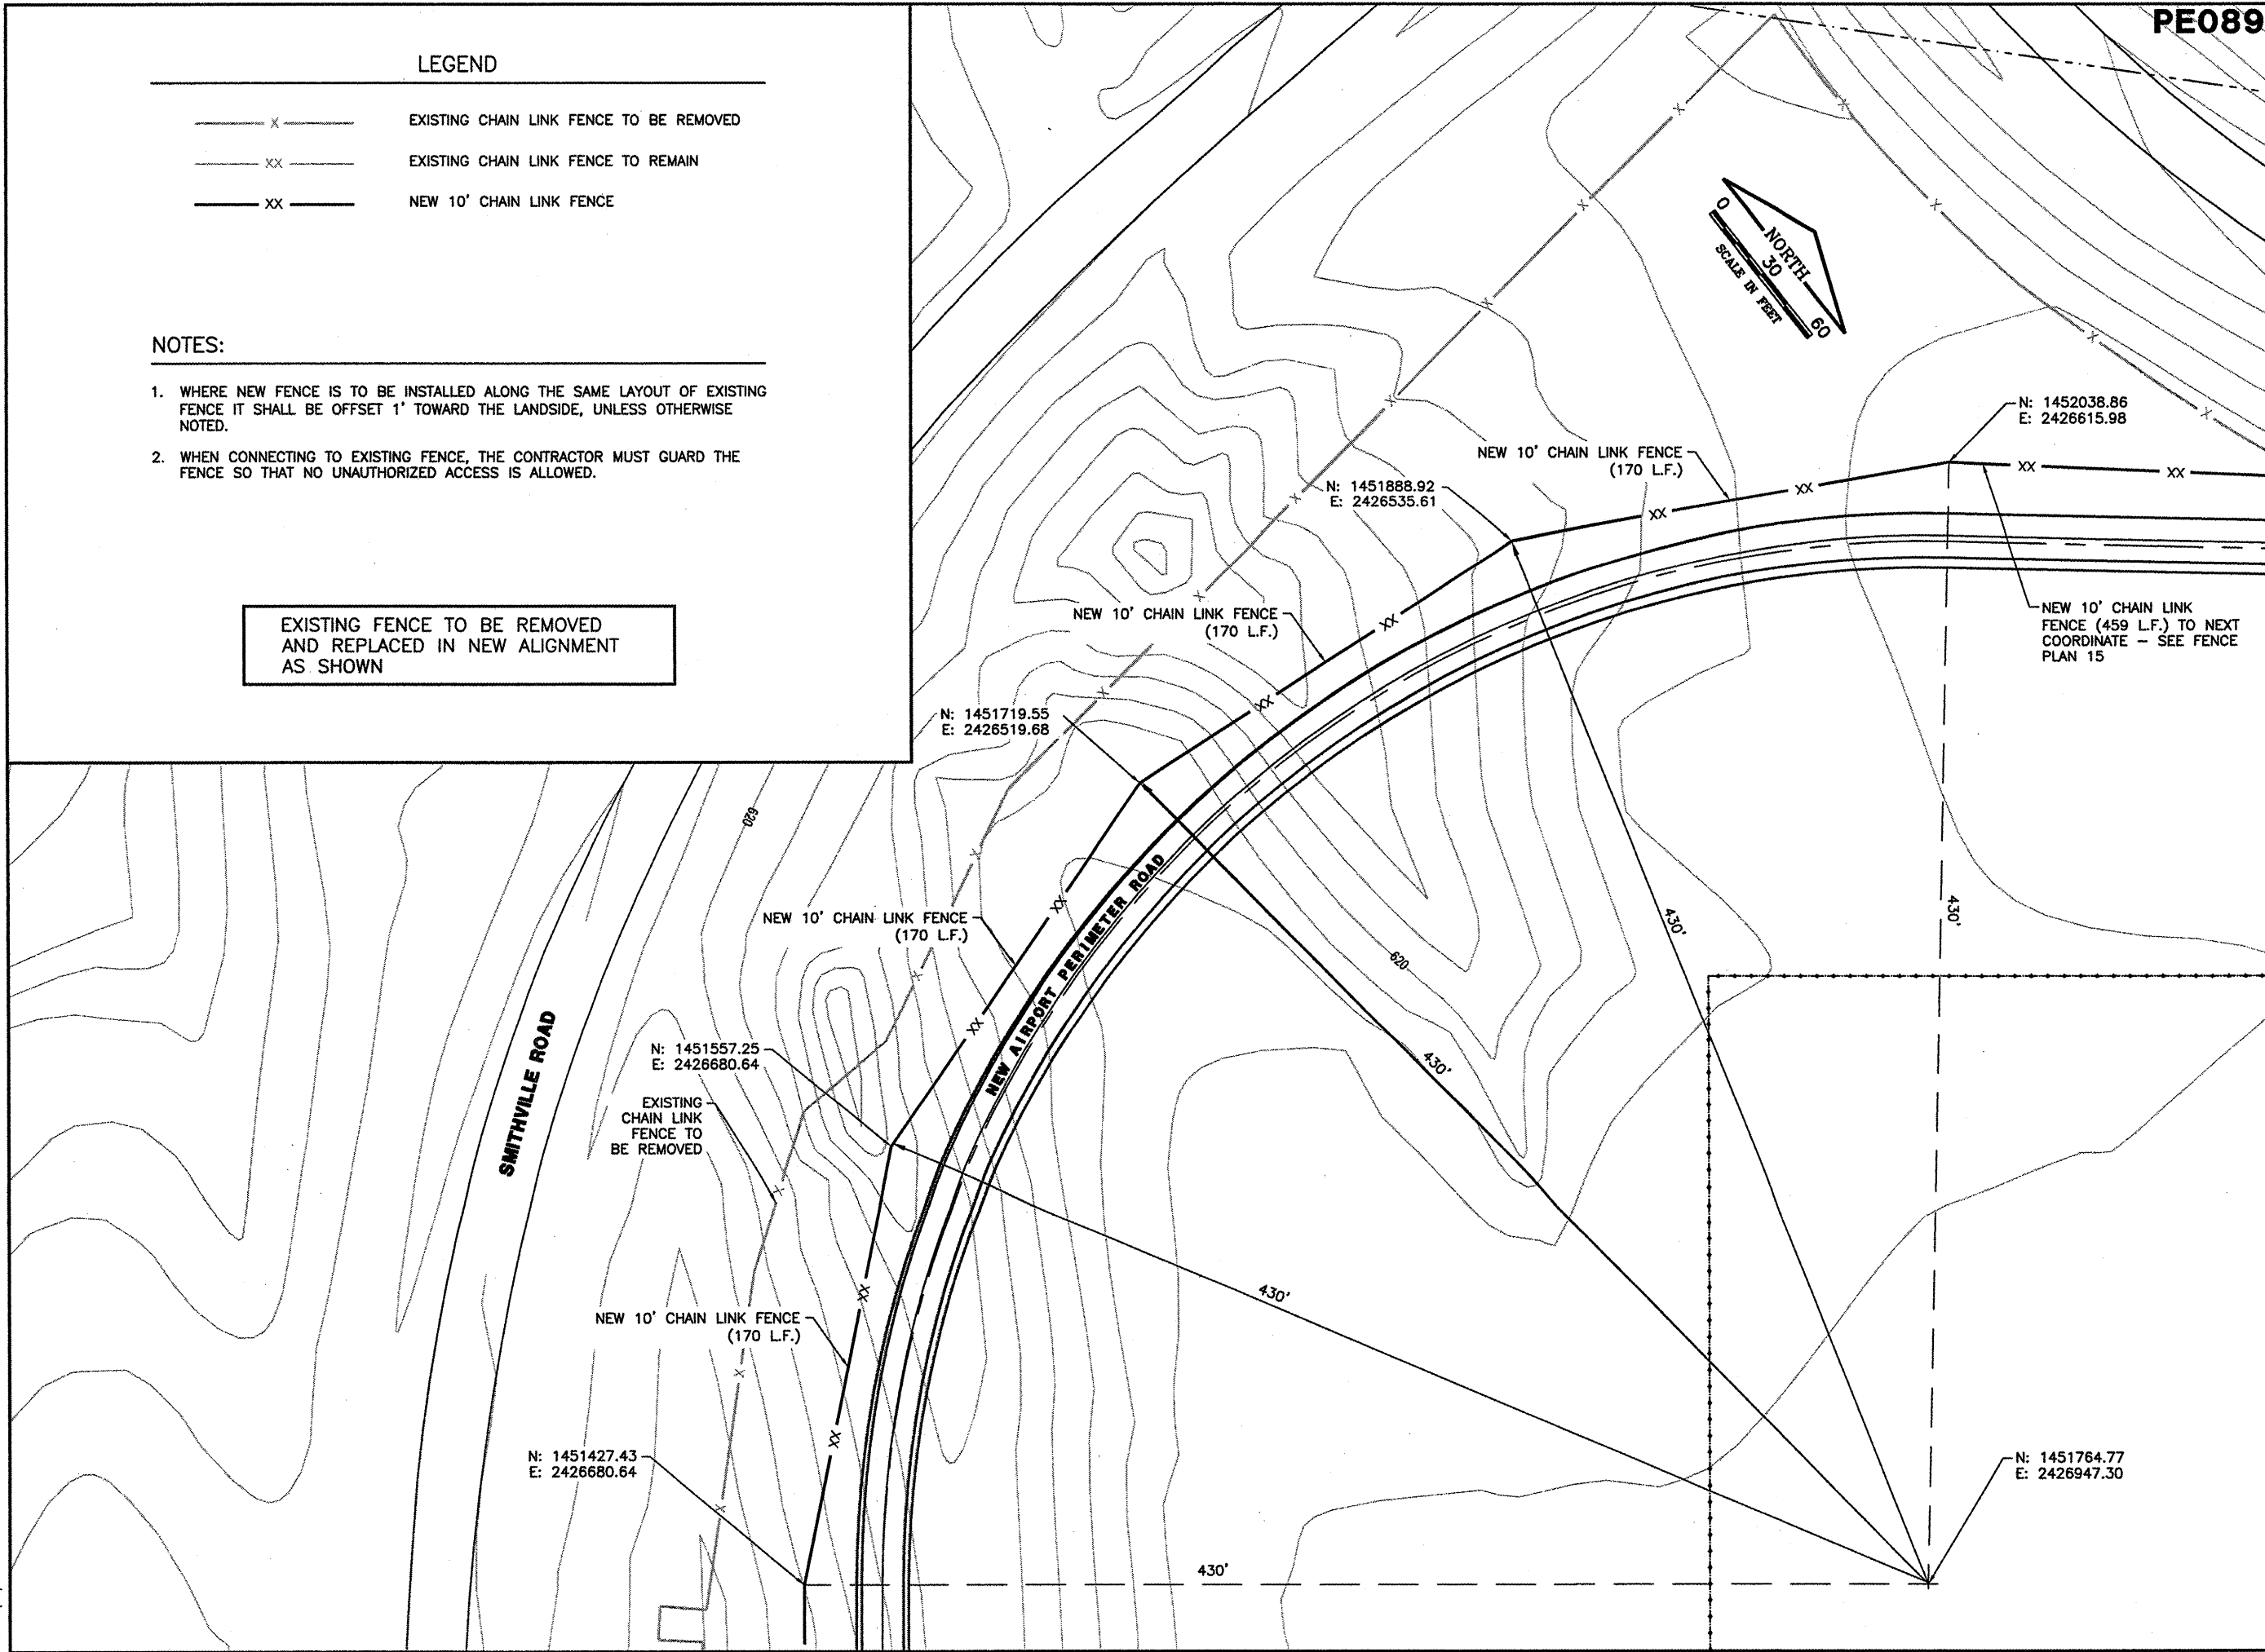 PE089
LEGEND
X
EXISTING CHAIN LINK FENCE TO BE REMOVED
XX
EXISTING CHAIN LINK FENCE TO REMAIN
XX
NEW 10' CHAIN LINK FENCE
NOTES:
1. WHERE NEW FENCE IS TO BE INSTALLED ALONG THE SAME LAYOUT OF EXISTING
FENCE IT SHALL BE OFFSET 1' TOWARD THE LANDSIDE, UNLESS OTHERWISE
NOTED.
2. WHEN CONNECTING TO EXISTING FENCE, THE CONTRACTOR MUST GUARD THE
FENCE SO THAT NO UNAUTHORIZED ACCESS IS ALLOWED.
EXISTING FENCE TO BE REMOVED
AND REPLACED IN NEW ALIGNMENT
AS SHOWN
NORTH
0 30 60
SCALE IN FEET
N: 1452038.86
E: 2426615.98
NEW 10' CHAIN LINK FENCE
(170 L.F.)
N: 1451888.92
E: 2426535.61
NEW 10' CHAIN LINK FENCE
(170 L.F.)
NEW 10' CHAIN LINK
FENCE (459 L.F.) TO NEXT
COORDINATE – SEE FENCE
PLAN 15
N: 1451719.55
E: 2426519.68
620
NEW 10' CHAIN LINK FENCE
(170 L.F.)
NEW AIRPORT PERIMETER ROAD
430'
430'
620
430'
N: 1451557.25
E: 2426680.64
EXISTING
CHAIN LINK
FENCE TO
BE REMOVED
SMITHVILLE ROAD
430'
NEW 10' CHAIN LINK FENCE
(170 L.F.)
N: 1451427.43
E: 2426680.64
N: 1451764.77
E: 2426947.30
430'